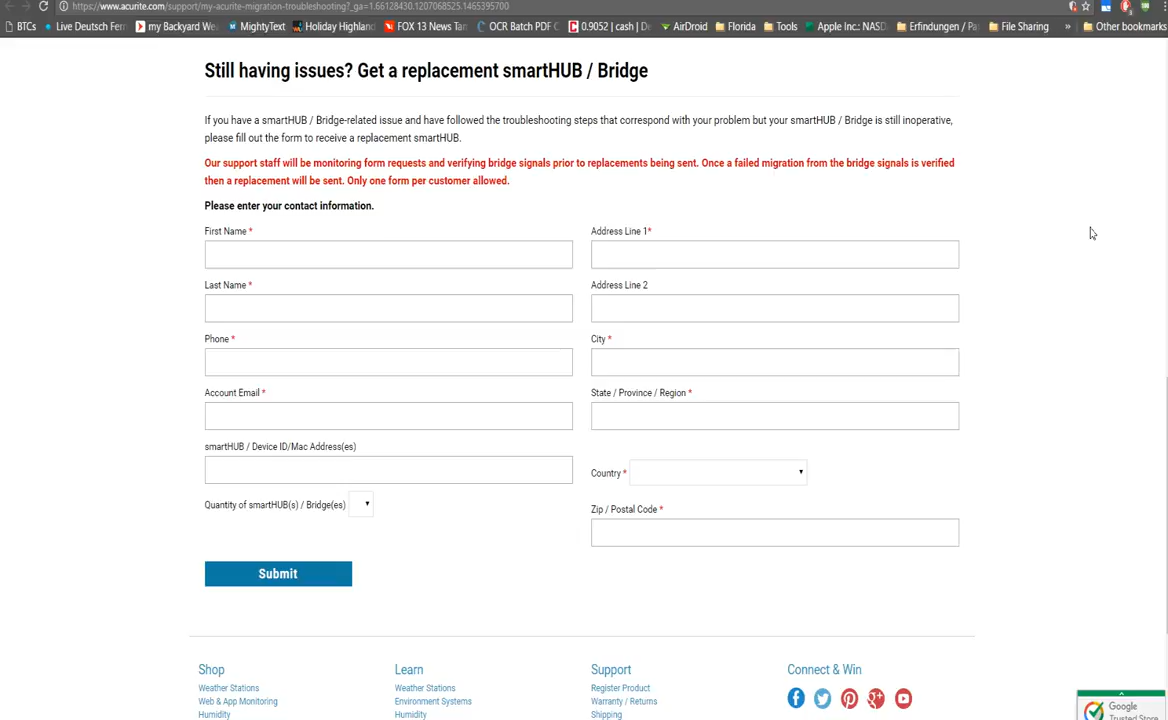 https://www.acurite.com/support/my-acurite-migration-troubleshooting?_ga=1.66128430.1207068525.1465395700
BTCs Live Deutsch Fern my Backyard Wea MightyText Holiday Highland FOX 13 News Tam OCR Batch PDF C 0.9052 | cash | De AirDroid Florida Tools Apple Inc.: NASD Erfindungen / Pa File Sharing » Other bookmarks
Still having issues? Get a replacement smartHUB / Bridge
If you have a smartHUB / Bridge-related issue and have followed the troubleshooting steps that correspond with your problem but your smartHUB / Bridge is still inoperative,
please fill out the form to receive a replacement smartHUB.
Our support staff will be monitoring form requests and verifying bridge signals prior to replacements being sent. Once a failed migration from the bridge signals is verified
then a replacement will be sent. Only one form per customer allowed.
Please enter your contact information.
First Name * Address Line 1*
Last Name * Address Line 2
Phone * City *
Account Email * State / Province / Region *
smartHUB / Device ID/Mac Address(es)
Country *
Quantity of smartHUB(s) / Bridge(es)
Zip / Postal Code *
Submit
Shop Learn Support Connect & Win
Weather Stations Weather Stations Register Product
Web & App Monitoring Environment Systems Warranty / Returns
Humidity Humidity Shipping
Google
Trusted Store